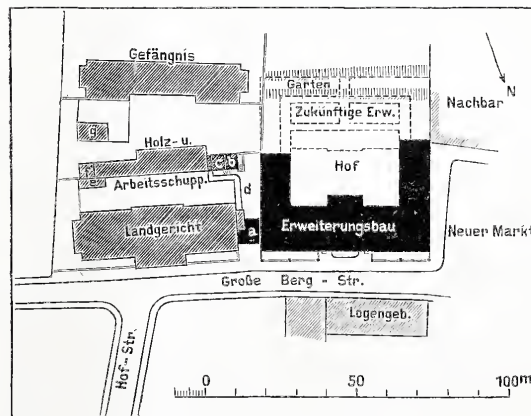 Gefängnis
Garten
Zukünftige Erw.
Nachbar
N
g
Holz- u.
Hof
f
c b
e
Arbeitsschupp.
d
Landgericht
a
Erweiterungsbau
Neuer Markt
Große Berg - Str.
Logengeb.
Hof-Str.
0 50 100m